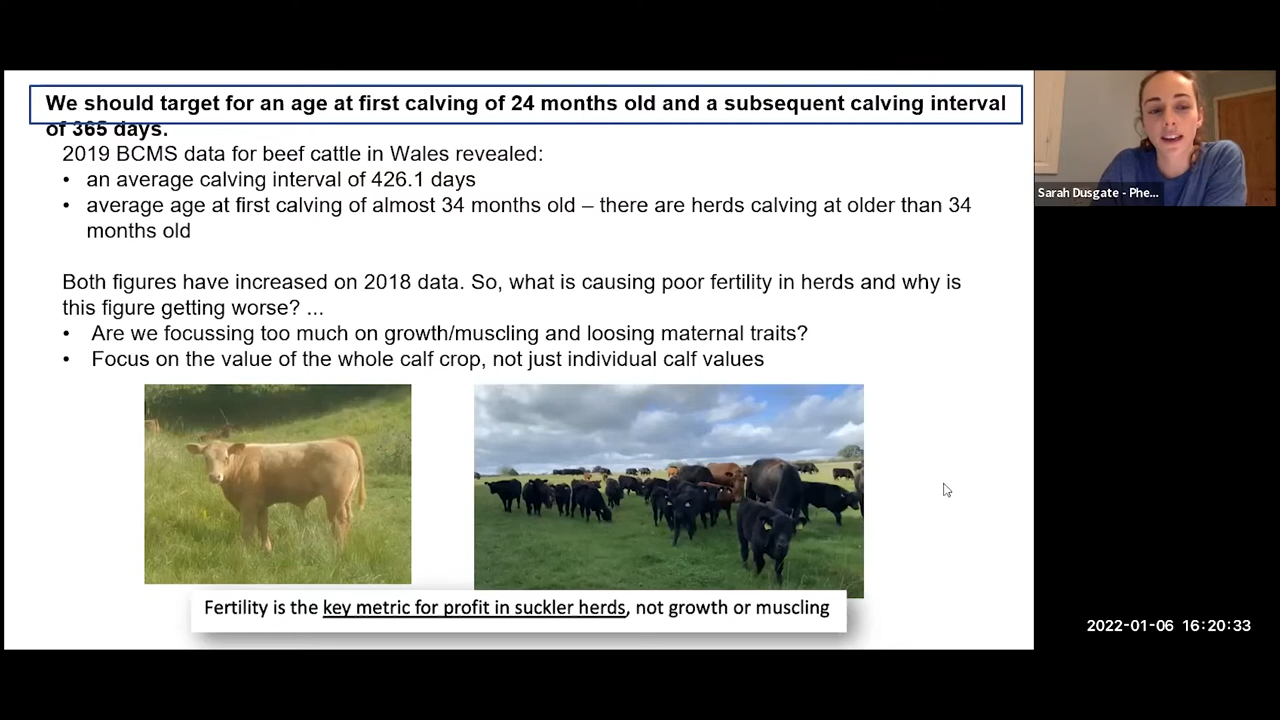 We should target for an age at first calving of 24 months old and a subsequent calving interval
of 365 days.
2019 BCMS data for beef cattle in Wales revealed:
• an average calving interval of 426.1 days
• average age at first calving of almost 34 months old – there are herds calving at older than 34
months old
Both figures have increased on 2018 data. So, what is causing poor fertility in herds and why is
this figure getting worse? ...
• Are we focussing too much on growth/muscling and loosing maternal traits?
• Focus on the value of the whole calf crop, not just individual calf values
Fertility is the key metric for profit in suckler herds, not growth or muscling
Sarah Dusgate - Phe...
2022-01-06 16:20:33